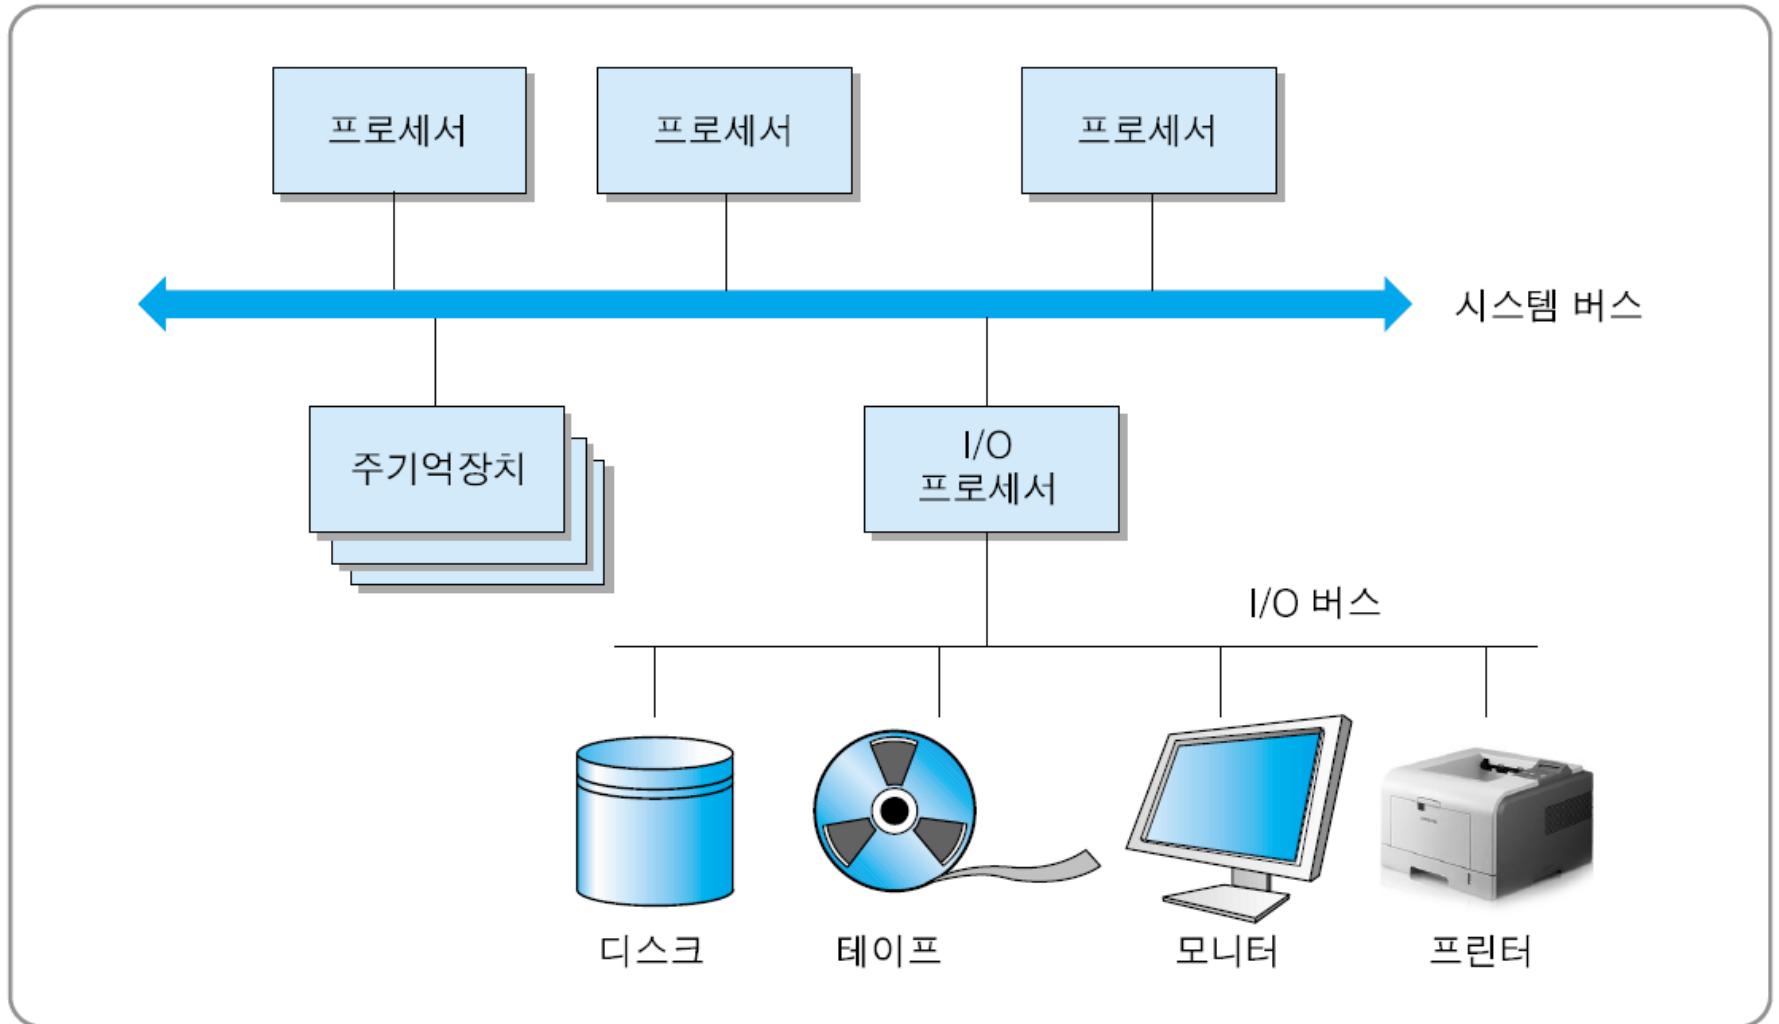 프로세서
프로세서
프로세서
시스템 버스
주기억장치
I/O
프로세서
I/O 버스
디스크
테이프
모니터
프린터